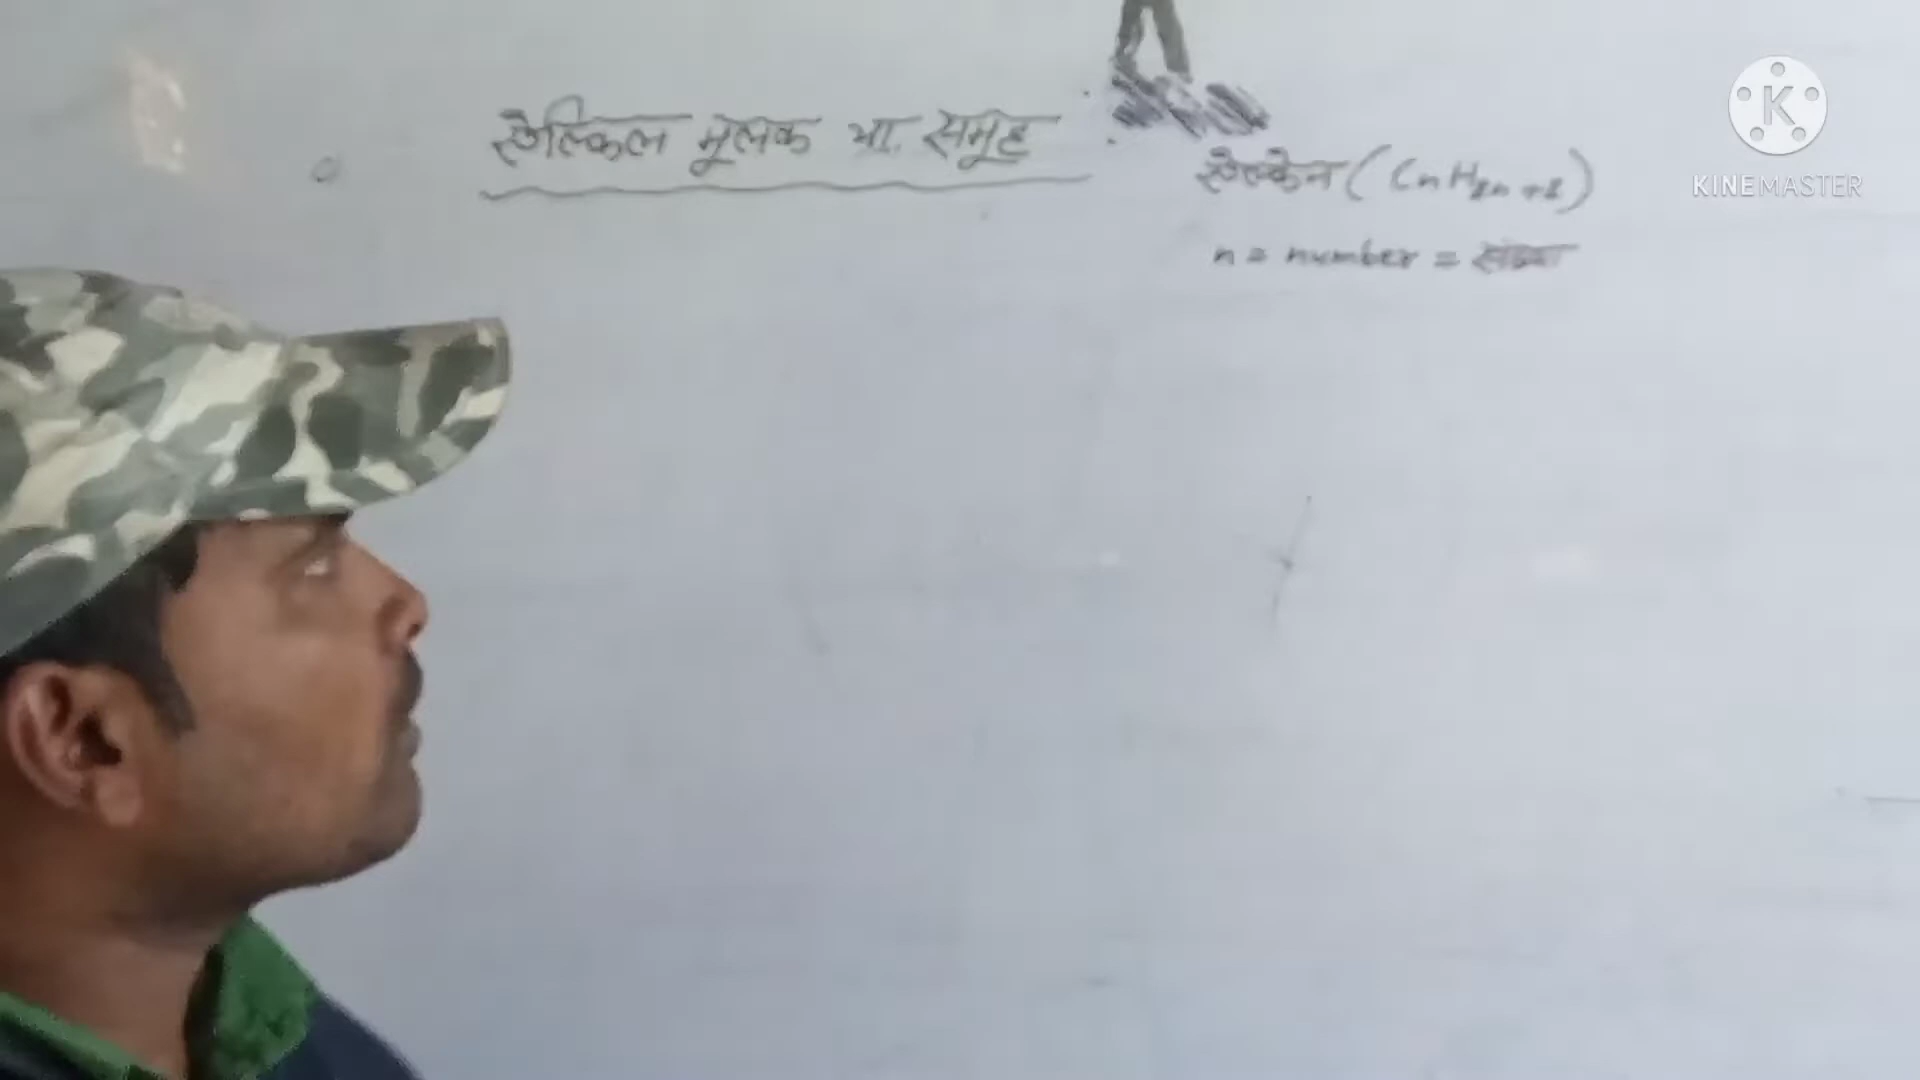 ऐल्किल मूलक या समूह
ऐल्केन ( CnH2n+2 )
n = number = संख्या
K
KINEMASTER